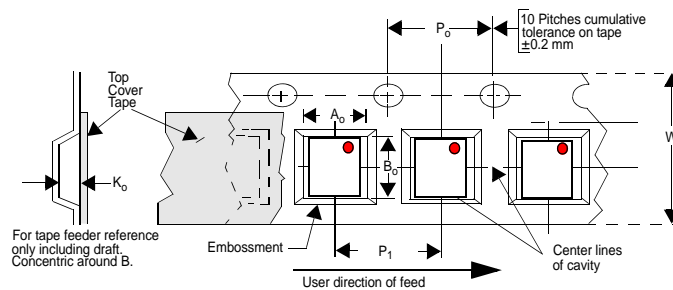 10 Pitches cumulative
tolerance on tape
±0.2 mm
Po
Top
Cover
Tape
Ao
W
Bo
Ko
For tape feeder reference
only including draft.
Concentric around B.
Embossment
P1
Center lines
of cavity
User direction of feed